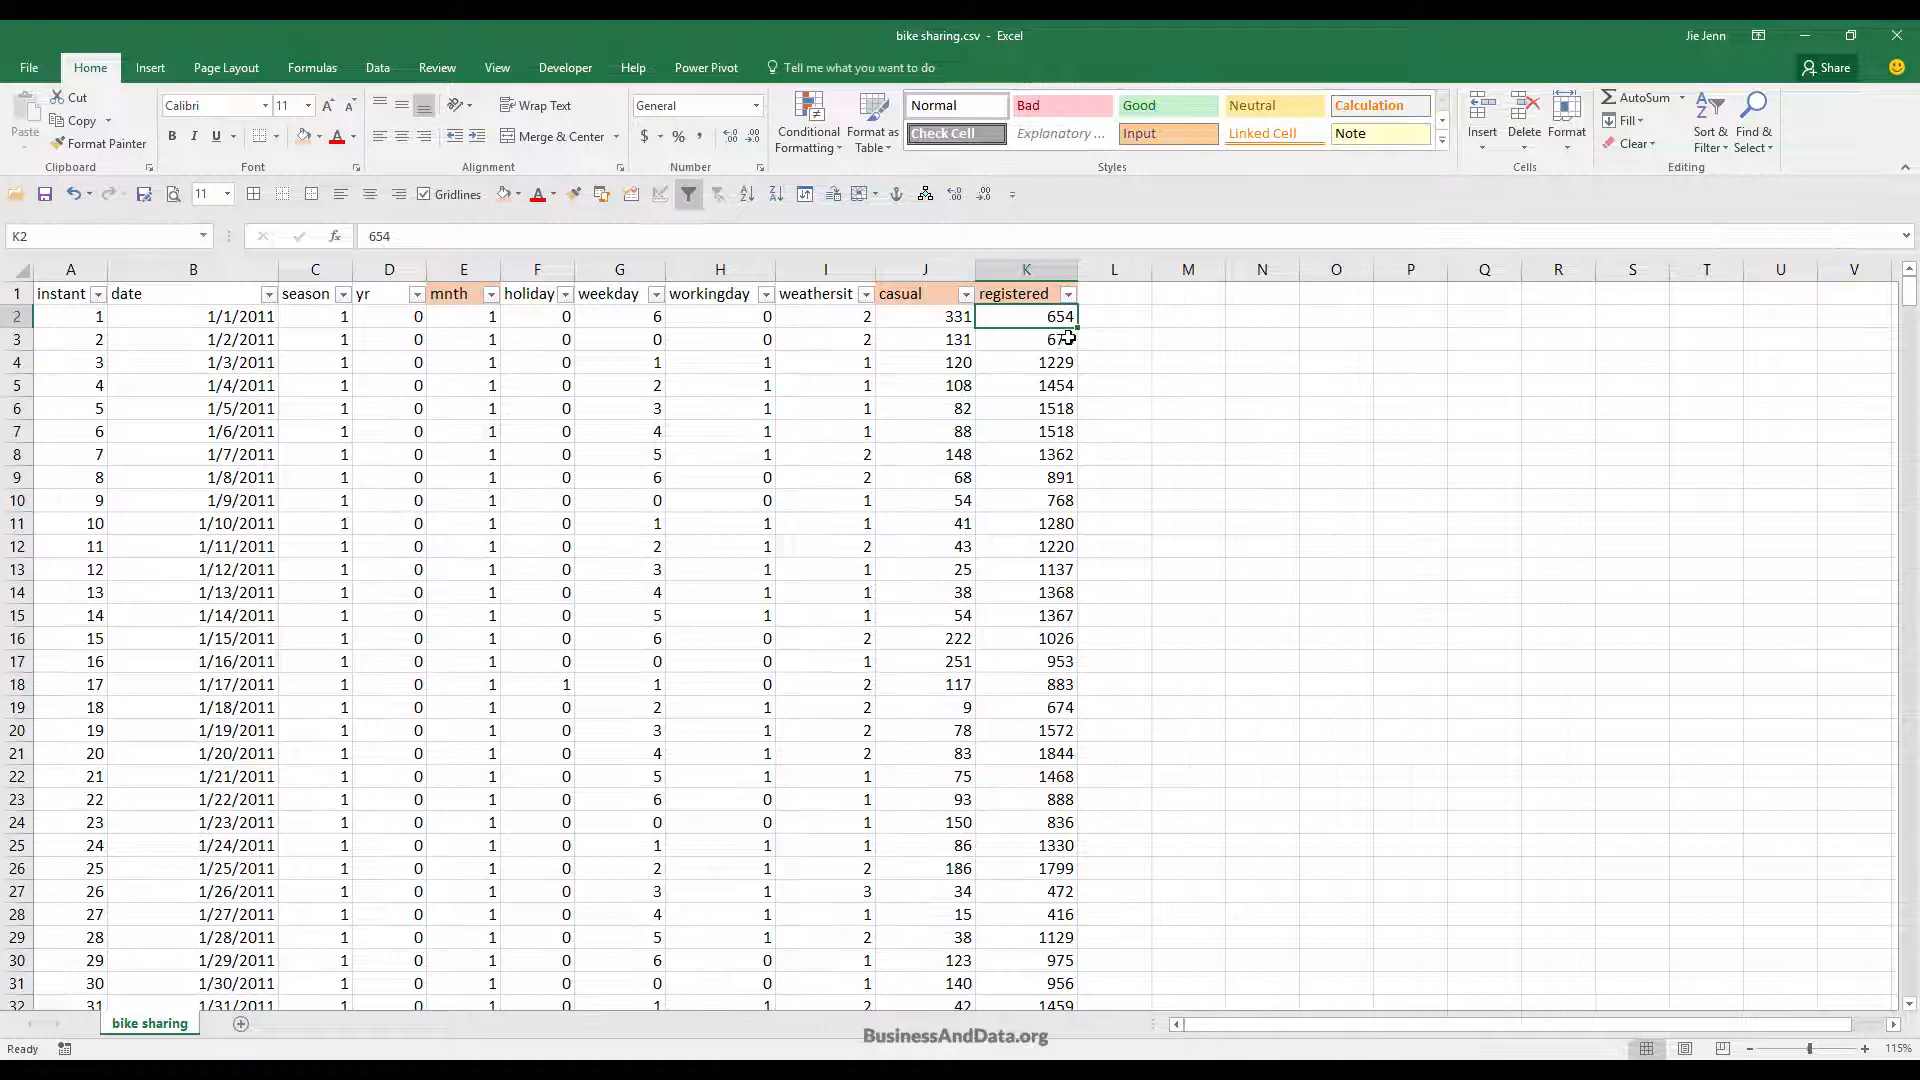 bike sharing.csv - Excel
Jie Jenn
File Home Insert Page Layout Formulas Data Review View Developer Help Power Pivot Tell me what you want to do Share
Paste Cut Copy Format Painter Clipboard
Calibri 11 B I U Font
Wrap Text Merge & Center Alignment
General $ % , Number
Conditional Formatting Format as Table
Normal Bad Good Neutral Calculation
Check Cell Explanatory ... Input Linked Cell Note
Styles
Insert Delete Format Cells
AutoSum Fill Clear Sort & Filter Find & Select Editing
11 Gridlines
K2 fx 654
A B C D E F G H I J K L M N O P Q R S T U V
1 instant date season yr mnth holiday weekday workingday weathersit casual registered
2 1 1/1/2011 1 0 1 0 6 0 2 331 654
3 2 1/2/2011 1 0 1 0 0 0 2 131
4 3 1/3/2011 1 0 1 0 1 1 1 120 1229
5 4 1/4/2011 1 0 1 0 2 1 1 108 1454
6 5 1/5/2011 1 0 1 0 3 1 1 82 1518
7 6 1/6/2011 1 0 1 0 4 1 1 88 1518
8 7 1/7/2011 1 0 1 0 5 1 2 148 1362
9 8 1/8/2011 1 0 1 0 6 0 2 68 891
10 9 1/9/2011 1 0 1 0 0 0 1 54 768
11 10 1/10/2011 1 0 1 0 1 1 1 41 1280
12 11 1/11/2011 1 0 1 0 2 1 2 43 1220
13 12 1/12/2011 1 0 1 0 3 1 1 25 1137
14 13 1/13/2011 1 0 1 0 4 1 1 38 1368
15 14 1/14/2011 1 0 1 0 5 1 1 54 1367
16 15 1/15/2011 1 0 1 0 6 0 2 222 1026
17 16 1/16/2011 1 0 1 0 0 0 1 251 953
18 17 1/17/2011 1 0 1 1 1 0 2 117 883
19 18 1/18/2011 1 0 1 0 2 1 2 9 674
20 19 1/19/2011 1 0 1 0 3 1 2 78 1572
21 20 1/20/2011 1 0 1 0 4 1 2 83 1844
22 21 1/21/2011 1 0 1 0 5 1 1 75 1468
23 22 1/22/2011 1 0 1 0 6 0 1 93 888
24 23 1/23/2011 1 0 1 0 0 0 1 150 836
25 24 1/24/2011 1 0 1 0 1 1 1 86 1330
26 25 1/25/2011 1 0 1 0 2 1 2 186 1799
27 26 1/26/2011 1 0 1 0 3 1 3 34 472
28 27 1/27/2011 1 0 1 0 4 1 1 15 416
29 28 1/28/2011 1 0 1 0 5 1 2 38 1129
30 29 1/29/2011 1 0 1 0 6 0 1 123 975
31 30 1/30/2011 1 0 1 0 0 0 1 140 956
32 31 1/31/2011 1 0 1 0 1 1 2 42 1459
bike sharing
BusinessAndData.org
Ready 115%